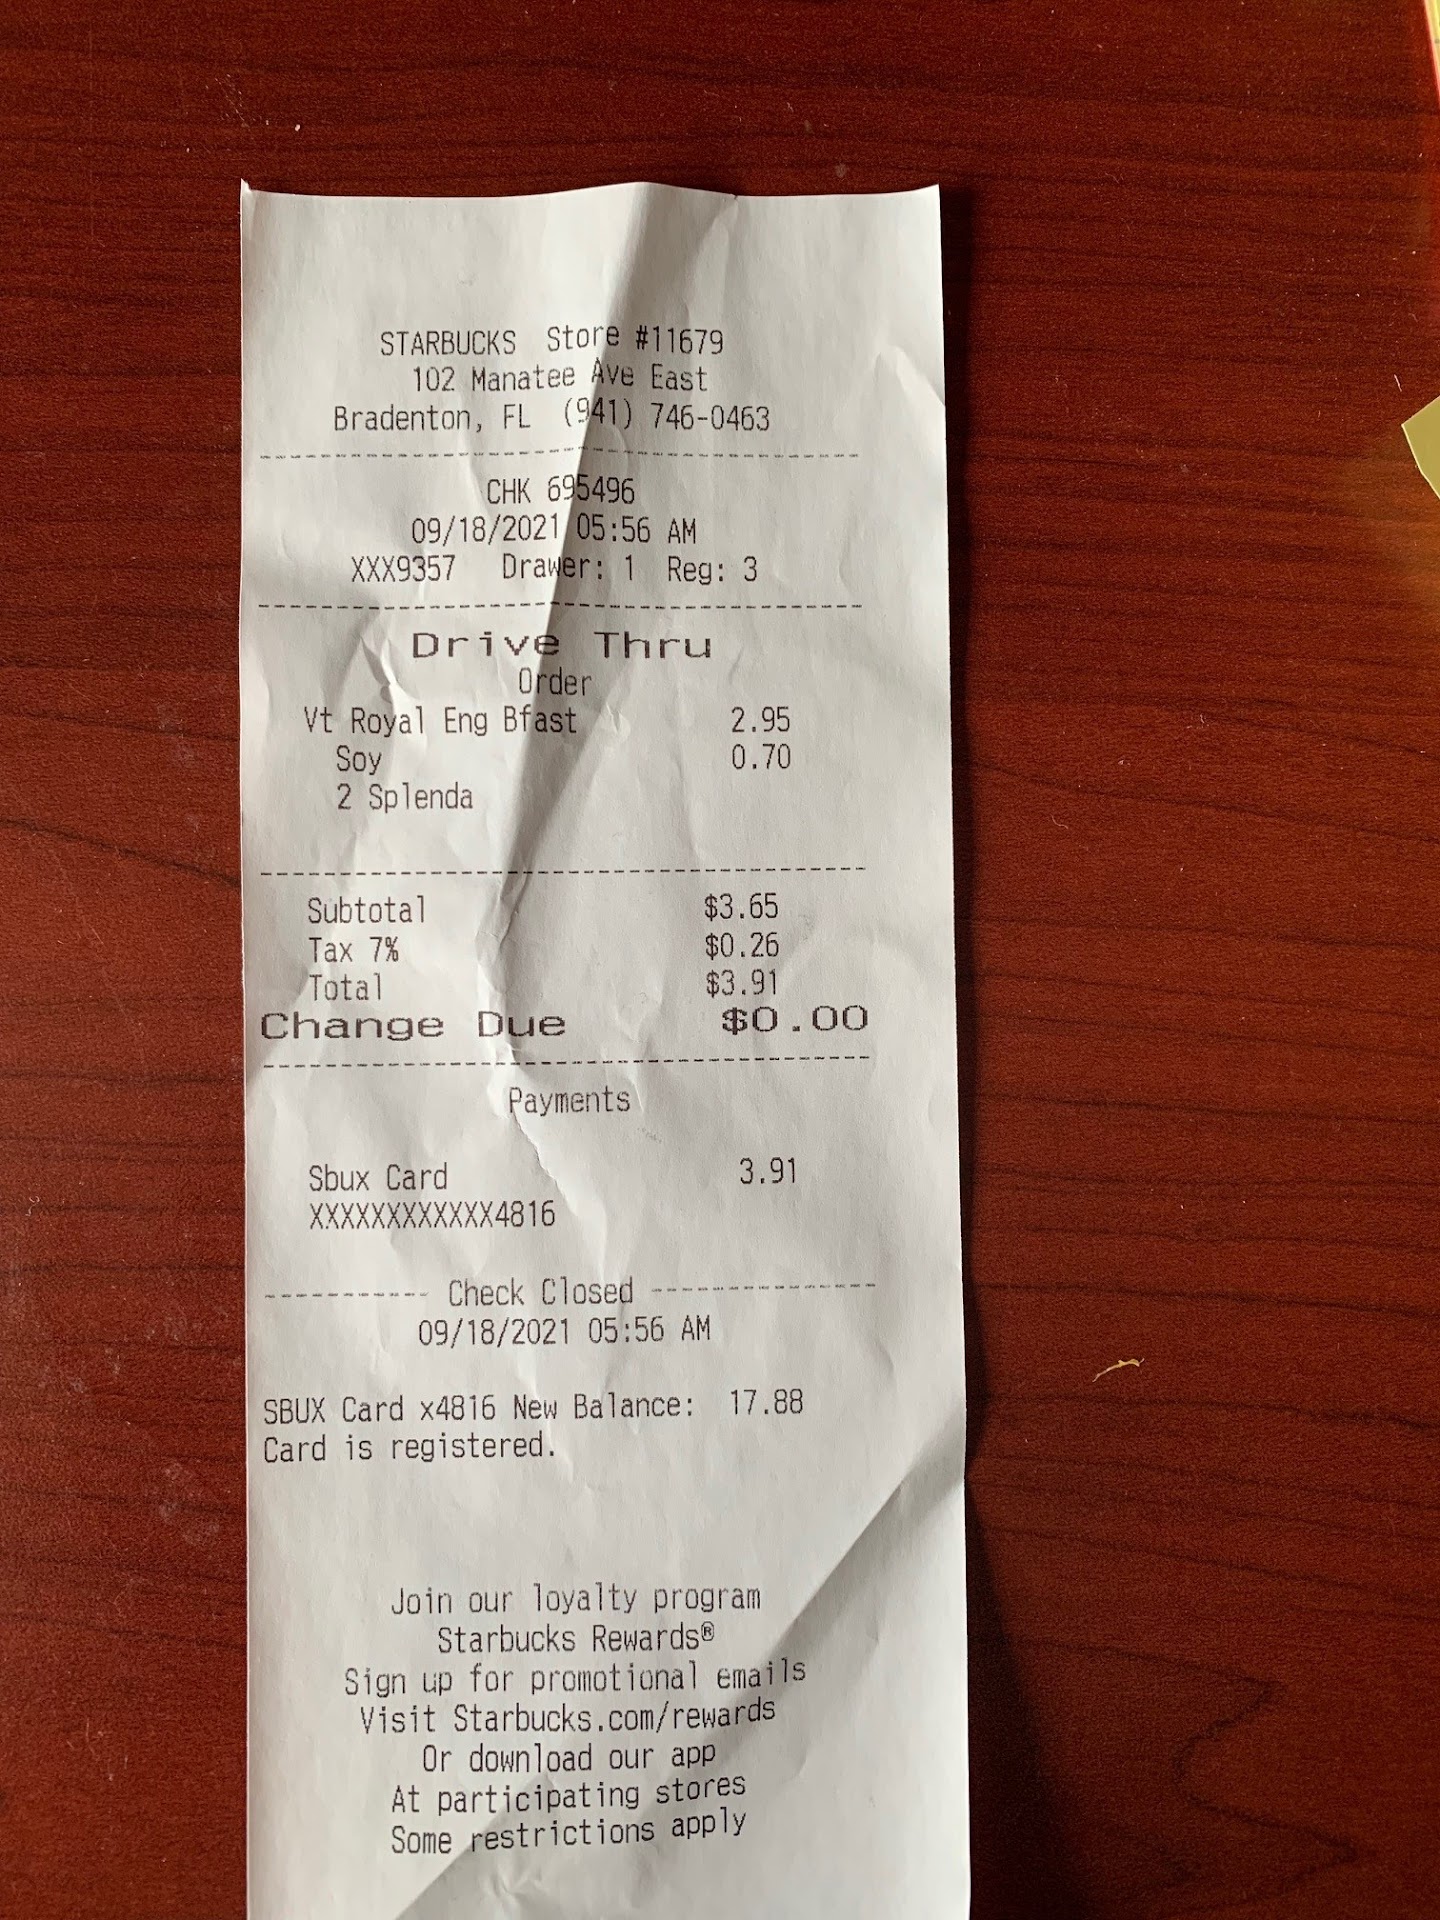 STARBUCKS Store #11679
102 Manatee Ave East
Bradenton, FL (941) 746-0463
CHK 695496
09/18/2021 05:56 AM
XXX9357 Drawer: 1 Reg: 3
Drive Thru
Order
Vt Royal Eng Bfast 2.95
Soy 0.70
2 Splenda
Subtotal $3.65
Tax 7% $0.26
Total $3.91
Change Due $0.00
Payments
Sbux Card 3.91
XXXXXXXXXXXX4816
Check Closed
09/18/2021 05:56 AM
SBUX Card x4816 New Balance: 17.88
Card is registered.
Join our loyalty program
Starbucks Rewards®
Sign up for promotional emails
Visit Starbucks.com/rewards
Or download our app
At participating stores
Some restrictions apply